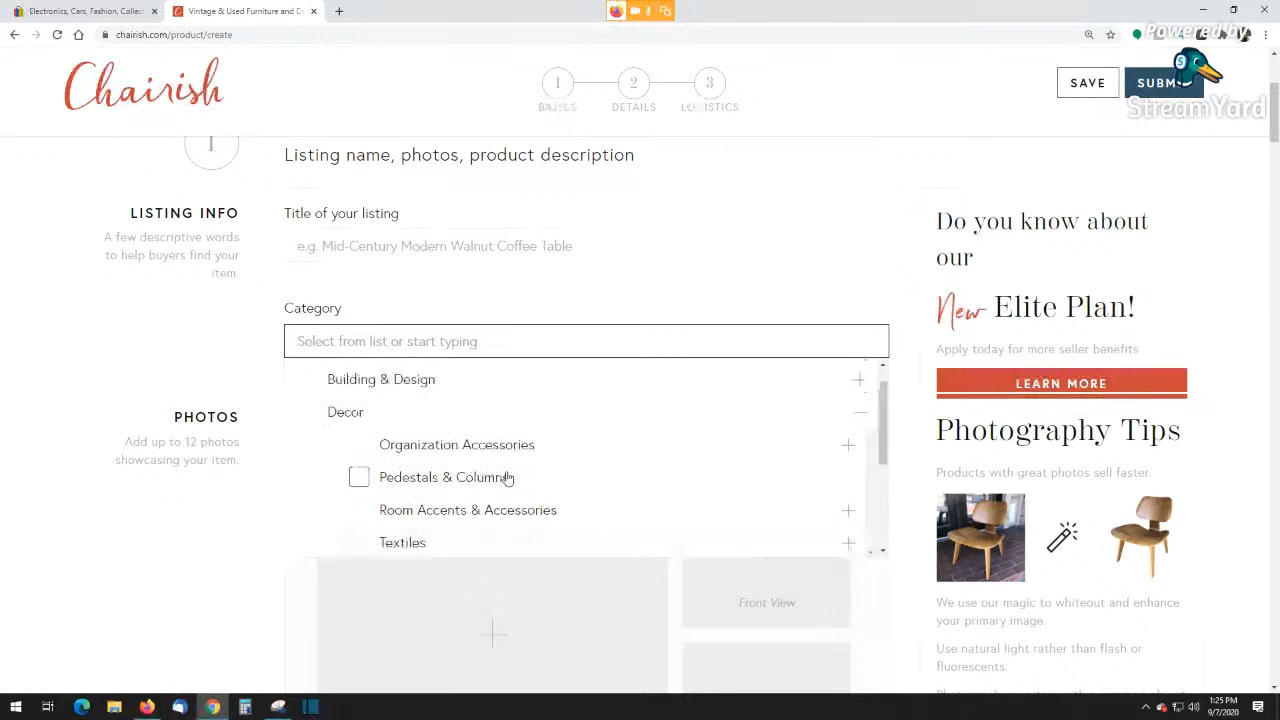 Electronics, Cars, Fashion, Collect
Vintage & Used Furniture and De
chairish.com/product/create
Powered by
StreamYard
Chairish
1
2
3
BASICS
DETAILS
LOGISTICS
SAVE
SUBM
1
Listing name, photos, product description
LISTING INFO
A few descriptive words
to help buyers find your
item.
Title of your listing
e.g. Mid-Century Modern Walnut Coffee Table
Category
Select from list or start typing
Building & Design
Decor
Organization Accessories
Pedestals & Columns
Room Accents & Accessories
Textiles
PHOTOS
Add up to 12 photos
showcasing your item.
Front View
Do you know about
our
New Elite Plan!
Apply today for more seller benefits
LEARN MORE
Photography Tips
Products with great photos sell faster.
We use our magic to whiteout and enhance
your primary image.
Use natural light rather than flash or
fluorescents.
1:25 PM
9/7/2020